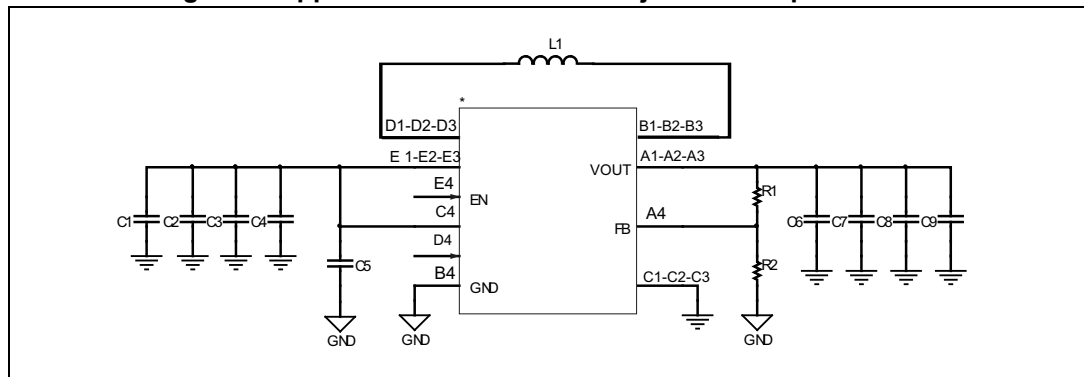 L1
*
D1-D2-D3
B1-B2-B3
E 1-E2-E3
A1-A2-A3
VOUT
E4
EN
R1
C1
C2
C3
C4
C4
A4
C6
C7
C8
C9
FB
D4
C5
R2
B4
C1-C2-C3
GND
GND
GND
GND